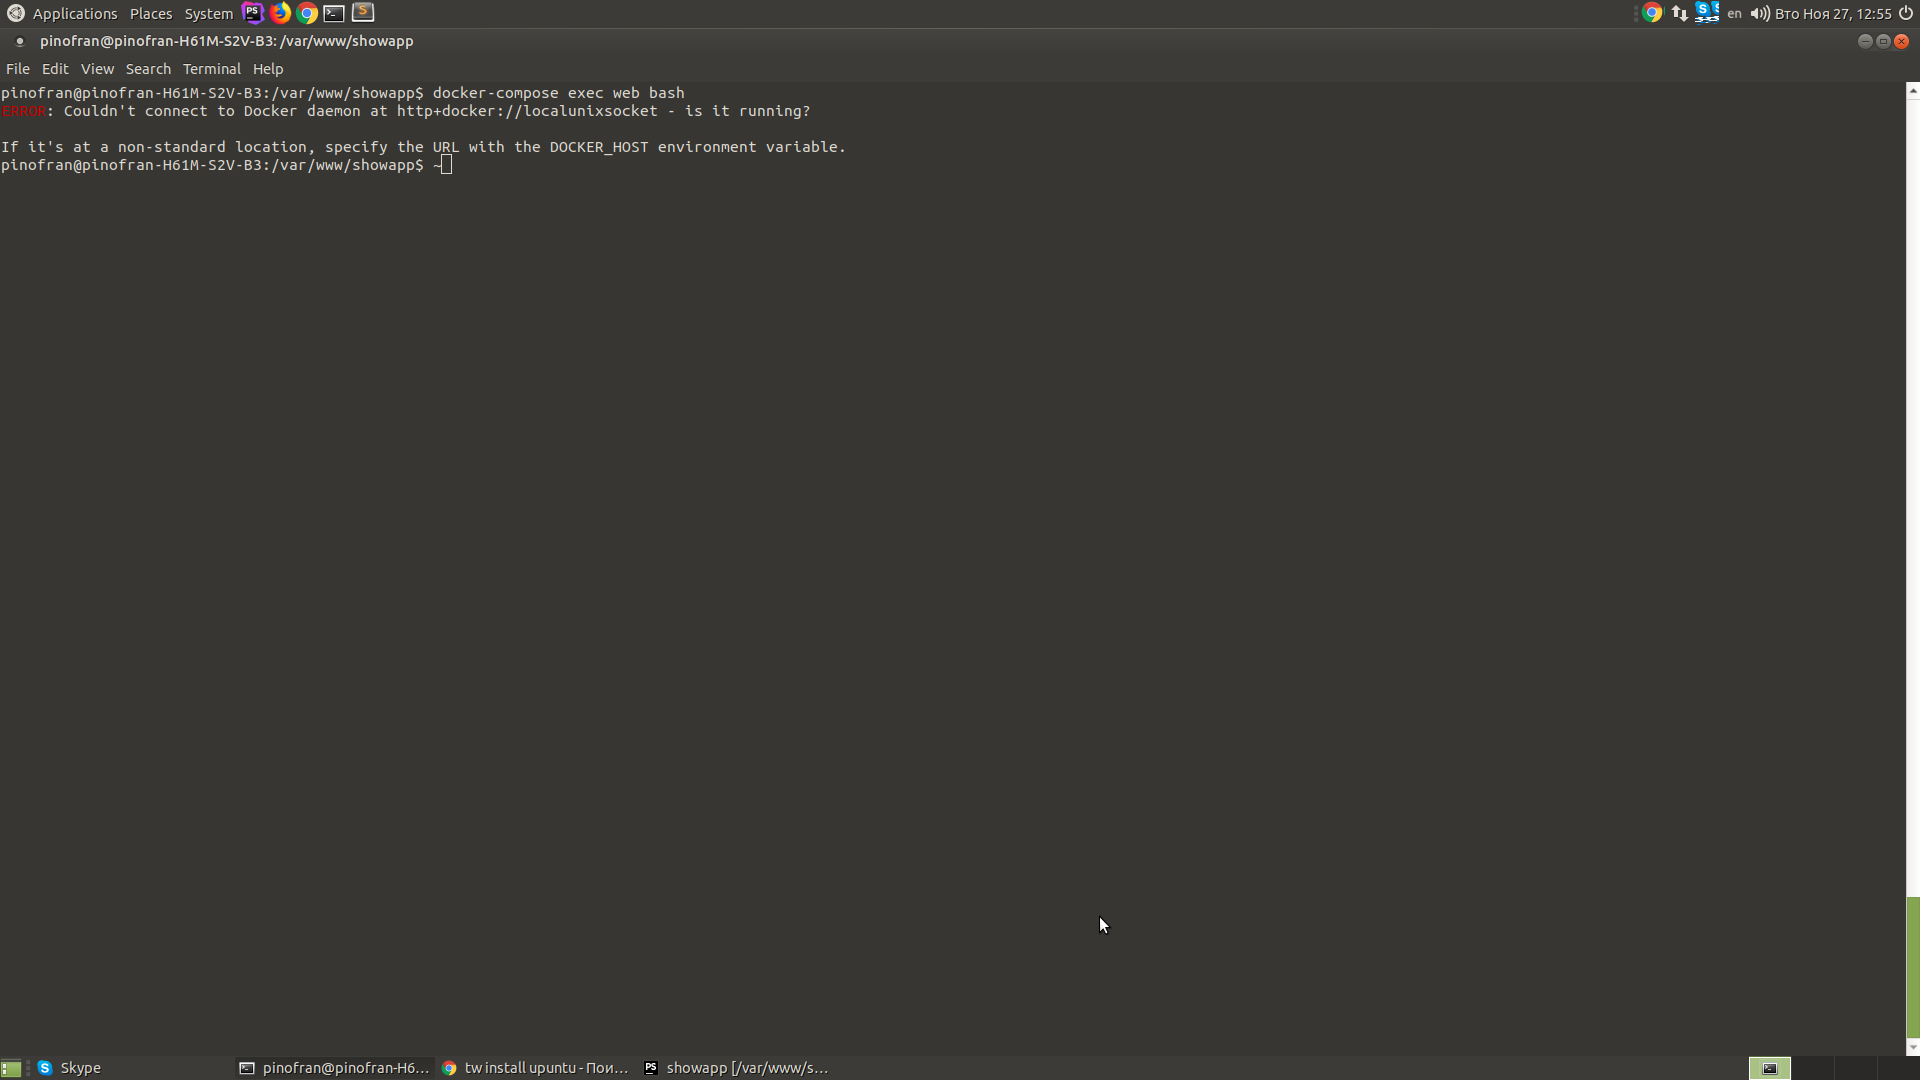 Applications Places System PS S en Вто Ноя 27, 12:55
pinofran@pinofran-H61M-S2V-B3: /var/www/showapp
File Edit View Search Terminal Help
pinofran@pinofran-H61M-S2V-B3:/var/www/showapp$ docker-compose exec web bash
ERROR: Couldn't connect to Docker daemon at http+docker://localunixsocket - is it running?
If it's at a non-standard location, specify the URL with the DOCKER_HOST environment variable.
pinofran@pinofran-H61M-S2V-B3:/var/www/showapp$ ~
Skype pinofran@pinofran-H6... tw install upuntu - Пои... PS showapp [/var/www/s...